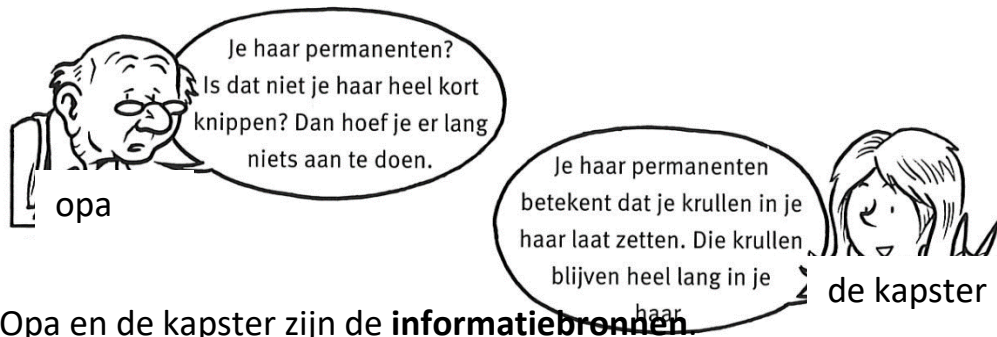 Je haar permanenten?
Is dat niet je haar heel kort
knippen? Dan hoef je er lang
niets aan te doen.
opa
Je haar permanenten
betekent dat je krullen in je
haar laat zetten. Die krullen
blijven heel lang in je
haar
de kapster
Opa en de kapster zijn de informatiebronnen.